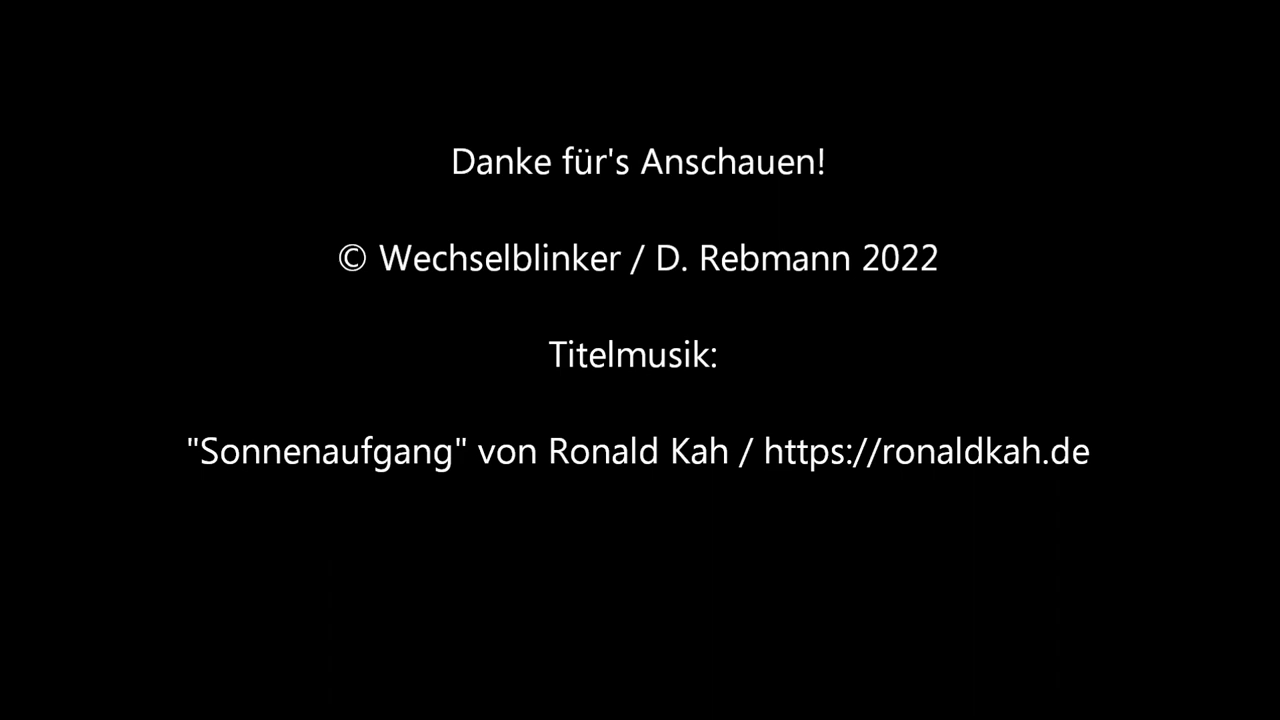 Danke für's Anschauen!
© Wechselblinker / D. Rebmann 2022
Titelmusik:
"Sonnenaufgang" von Ronald Kah / https://ronaldkah.de